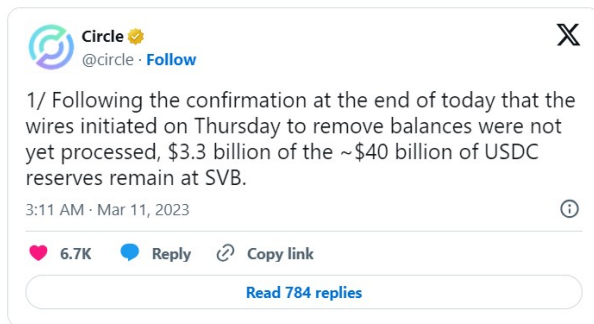 Circle
@circle · Follow
1/ Following the confirmation at the end of today that the
wires initiated on Thursday to remove balances were not
yet processed, $3.3 billion of the ~$40 billion of USDC
reserves remain at SVB.
3:11 AM · Mar 11, 2023
6.7K Reply Copy link
Read 784 replies